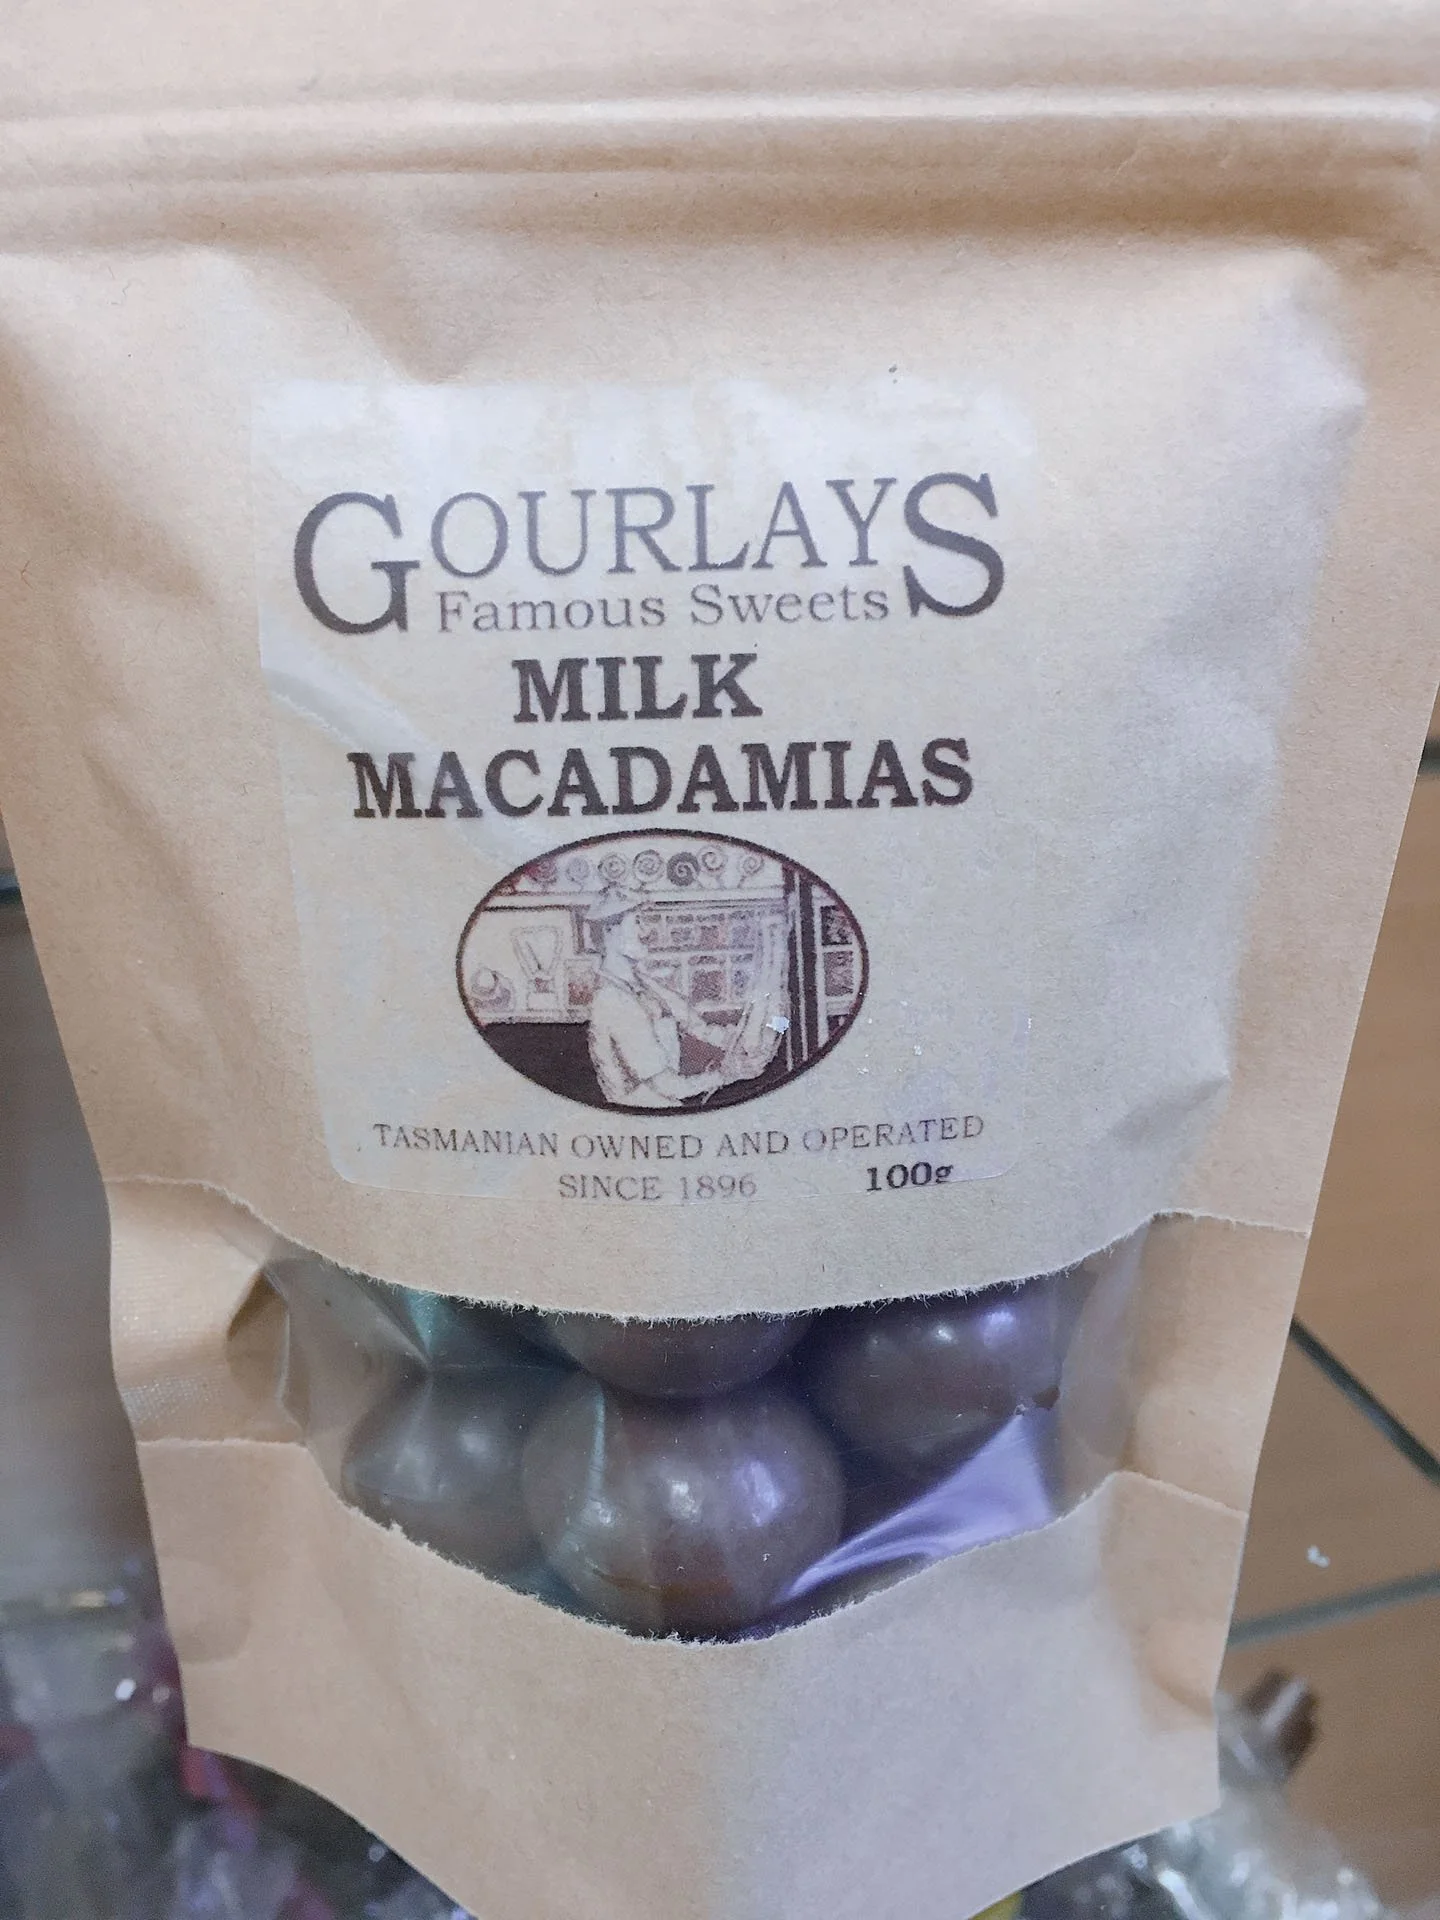 GOURLAYS
Famous Sweets
MILK
MACADAMIAS
TASMANIAN OWNED AND OPERATED
SINCE 1896 100g